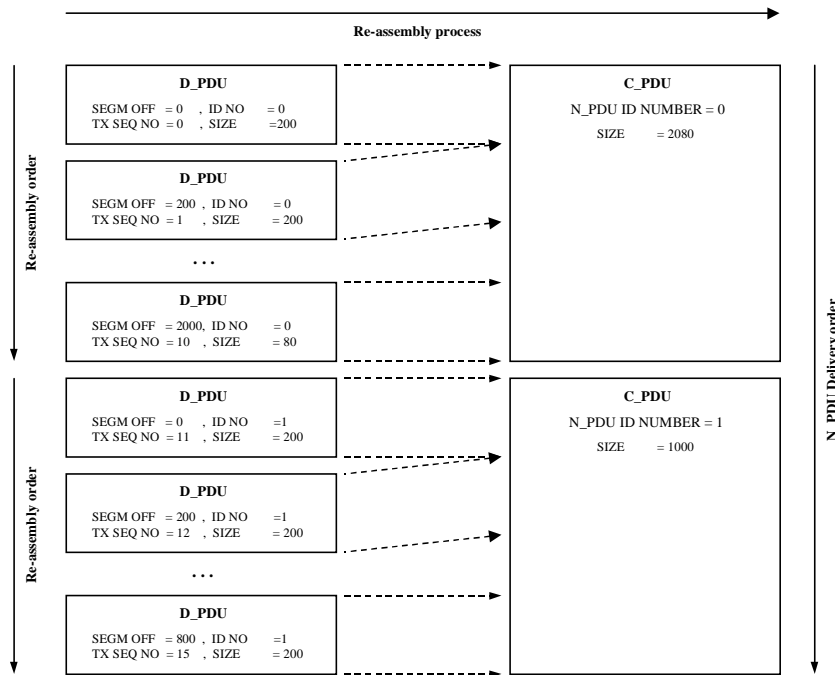 Re-assembly process
D_PDU
SEGM OFF = 0 , ID NO = 0
TX SEQ NO = 0 , SIZE =200
D_PDU
SEGM OFF = 200 , ID NO = 0
TX SEQ NO = 1 , SIZE = 200
...
D_PDU
SEGM OFF = 2000, ID NO = 0
TX SEQ NO = 10 , SIZE = 80
Re-assembly order
C_PDU
N_PDU ID NUMBER = 0
SIZE = 2080
D_PDU
SEGM OFF = 0 , ID NO =1
TX SEQ NO = 11 , SIZE = 200
D_PDU
SEGM OFF = 200 , ID NO =1
TX SEQ NO = 12 , SIZE = 200
...
D_PDU
SEGM OFF = 800 , ID NO =1
TX SEQ NO = 15 , SIZE = 200
Re-assembly order
C_PDU
N_PDU ID NUMBER = 1
SIZE = 1000
N_PDU Delivery order